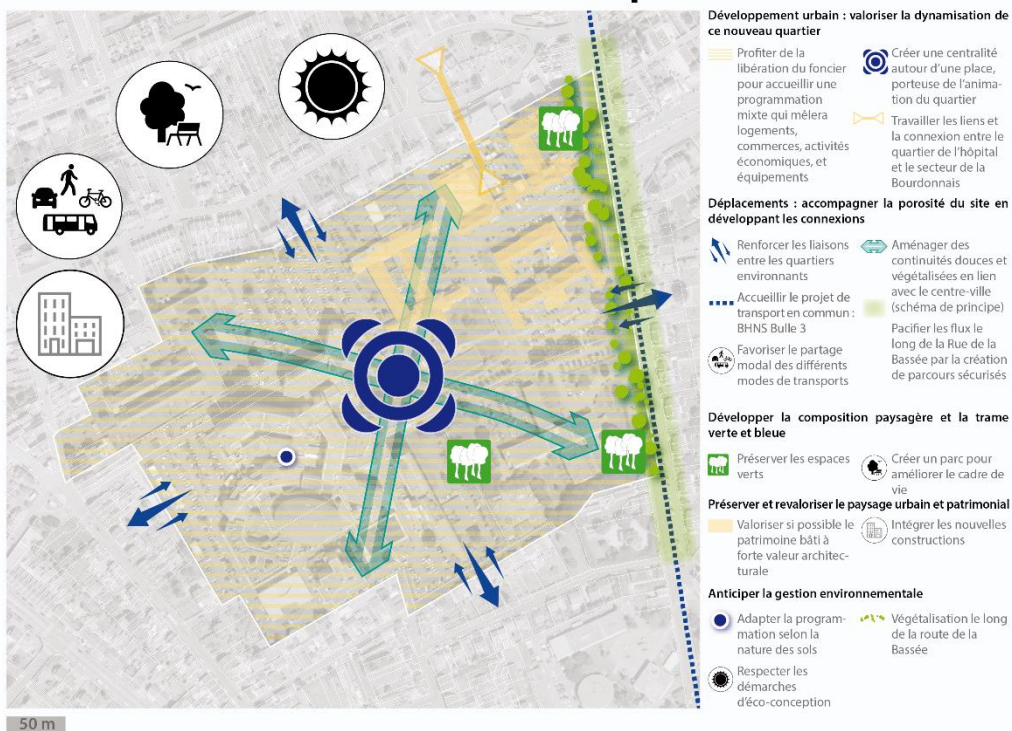 Développement urbain : valoriser la dynamisation de
ce nouveau quartier
Profiter de la
libération du foncier
pour accueillir une
programmation
mixte qui mêlera
logements,
commerces, activités
économiques, et
équipements
Créer une centralité
autour d'une place,
porteuse de l'anima-
tion du quartier
Travailler les liens et
la connexion entre le
quartier de l'hôpital
et le secteur de la
Bourdonnais
Déplacements : accompagner la porosité du site en
développant les connexions
Renforcer les liaisons
entre les quartiers
environnants
Accueillir le projet de
transport en commun :
BHNS Bulle 3
Favoriser le partage
modal des différents
modes de transports
Aménager des
continuités douces et
végétalisées en lien
avec le centre-ville
(schéma de principe)
Pacifier les flux le
long de la Rue de la
Bassée par la création
de parcours sécurisés
Développer la composition paysagère et la trame
verte et bleue
Préserver les espaces
verts
Créer un parc pour
améliorer le cadre de
vie
Préserver et revaloriser le paysage urbain et patrimonial
Valoriser si possible le
patrimoine bâti à
forte valeur architec-
turale
Intégrer les nouvelles
constructions
Anticiper la gestion environnementale
Adapter la program-
mation selon la
nature des sols
Respecter les
démarches
d'éco-conception
Végétalisation le long
de la route de la
Bassée
50 m